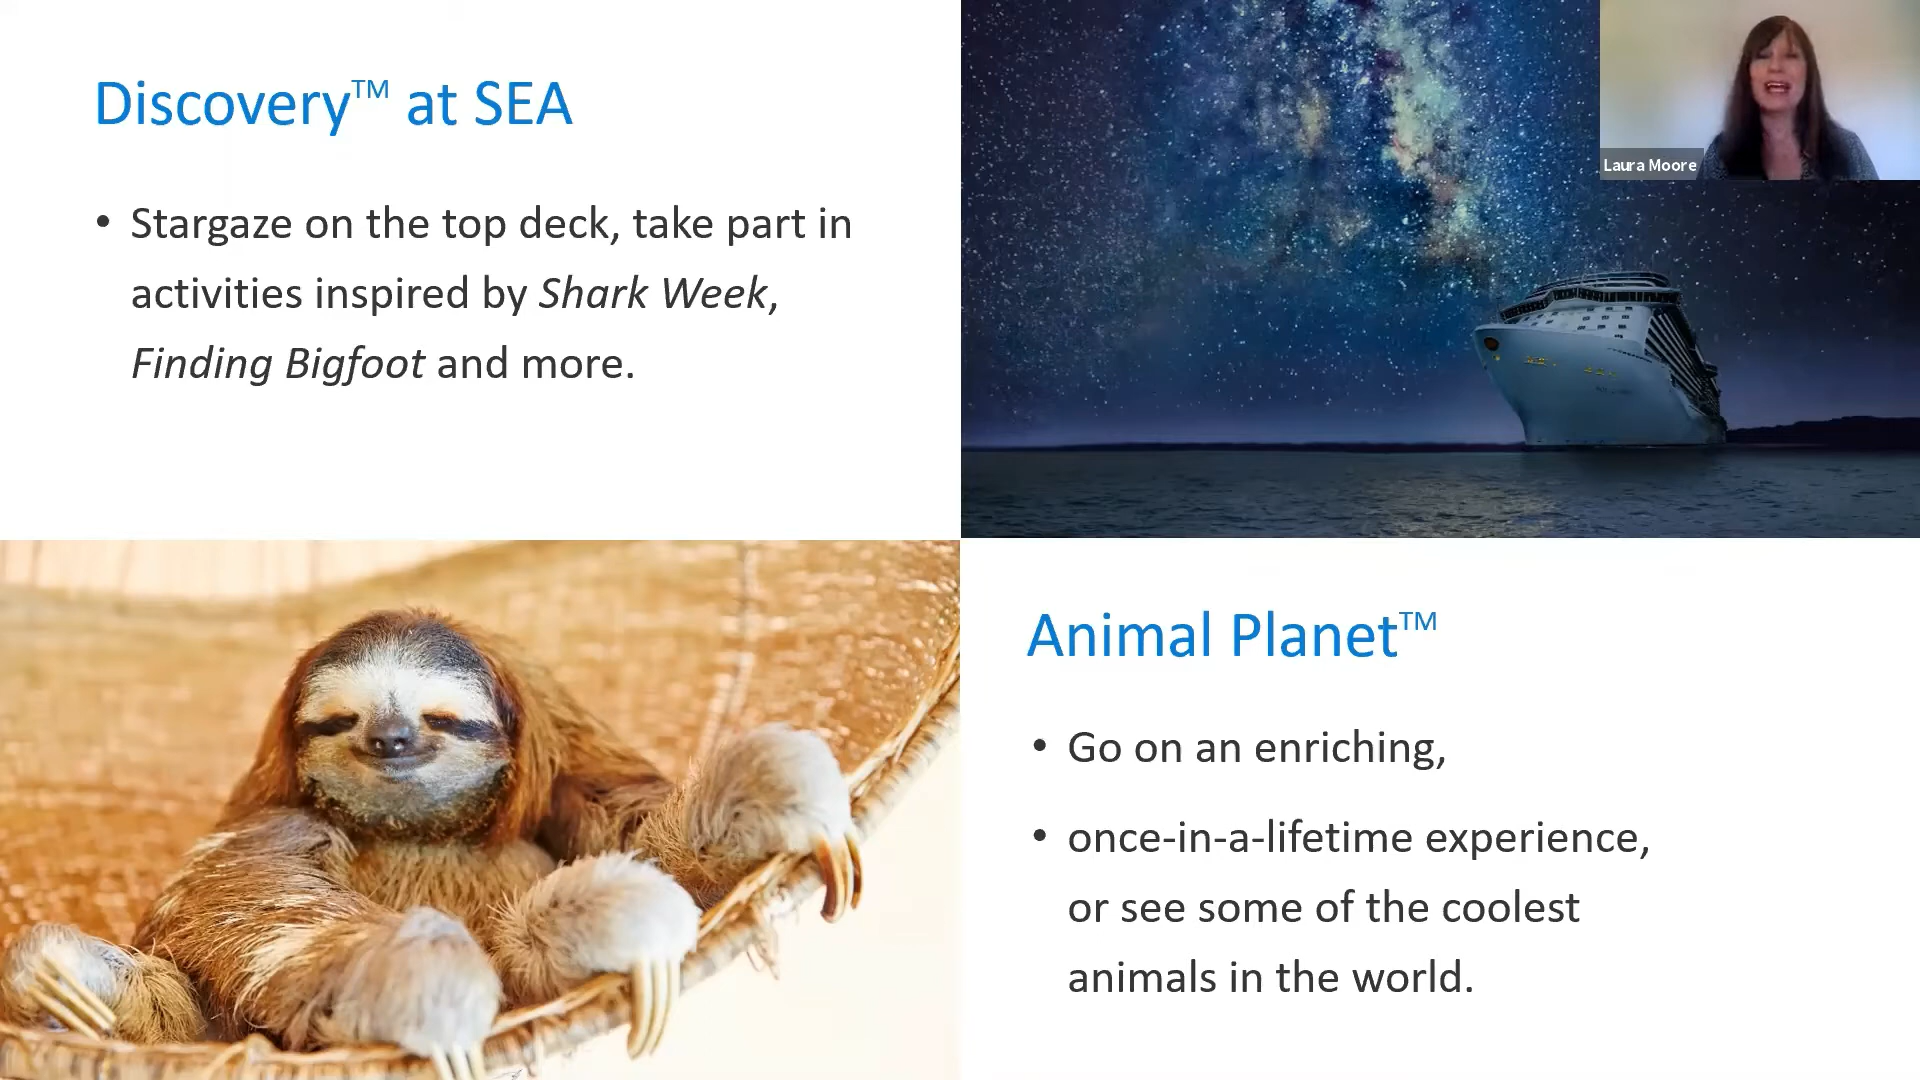 Discovery™ at SEA
• Stargaze on the top deck, take part in
activities inspired by Shark Week,
Finding Bigfoot and more.
Laura Moore
Animal Planet™
• Go on an enriching,
• once-in-a-lifetime experience,
or see some of the coolest
animals in the world.